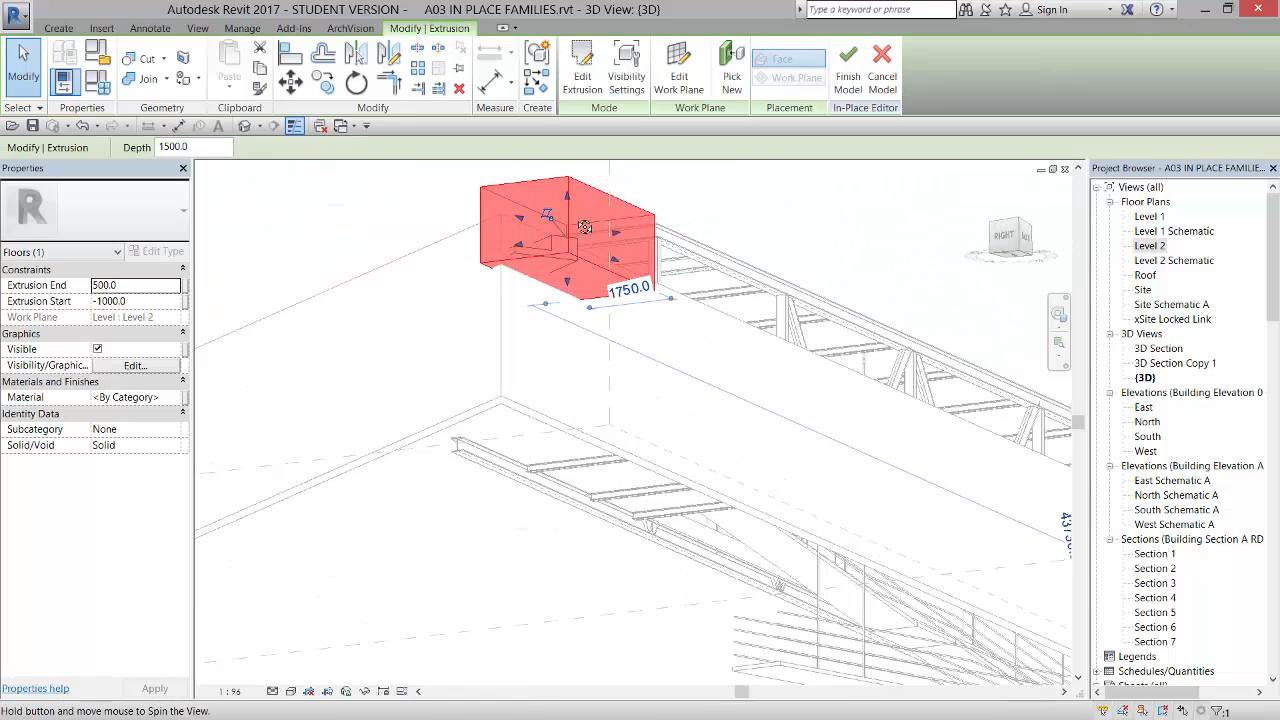 Autodesk Revit 2017 - STUDENT VERSION - A03 IN PLACE FAMILIES.rvt - 3D View: {3D}
Type a keyword or phrase
Sign In
Create Insert Annotate View Manage Add-Ins ArchVision Modify | Extrusion
Modify
Cut
Join
Paste
Edit Extrusion
Visibility Settings
Edit Work Plane
Pick New
Face
Work Plane
Finish Model
Cancel Model
Select Properties Geometry Clipboard Modify Measure Create Mode Work Plane Placement In-Place Editor
Modify | Extrusion Depth 1500.0
Properties
Floors (1) Edit Type
Constraints
Extrusion End 500.0
Extrusion Start -1000.0
Work Plane Level : Level 2
Graphics
Visible
Visibility/Graphic... Edit...
Materials and Finishes
Material <By Category>
Identity Data
Subcategory None
Solid/Void Solid
Properties help Apply
1750.0
RIGHT
Project Browser - A03 IN PLACE FAMILIE...
Views (all)
Floor Plans
Level 1
Level 1 Schematic
Level 2
Level 2 Schematic
Roof
Site
Site Schematic A
xSite Locked Link
3D Views
3D Section
3D Section Copy 1
{3D}
Elevations (Building Elevation 0
East
North
South
West
Elevations (Building Elevation A
East Schematic A
North Schematic A
South Schematic A
West Schematic A
Sections (Building Section A RD
Section 1
Section 2
Section 3
Section 4
Section 5
Section 6
Section 7
Legends
Schedules/Quantities
1 : 96
Hold button and move mouse to Spin the View.
:1